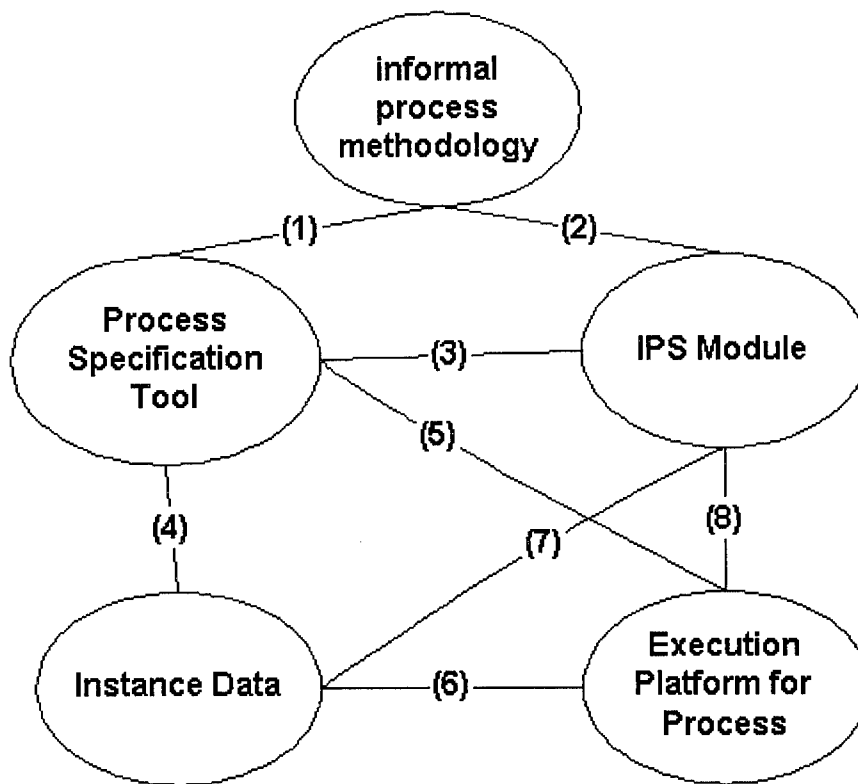 informal
process
methodology
(1)
(2)
Process
Specification
Tool
(3)
IPS Module
(5)
(4)
(7)
(8)
Instance Data
(6)
Execution
Platform for
Process